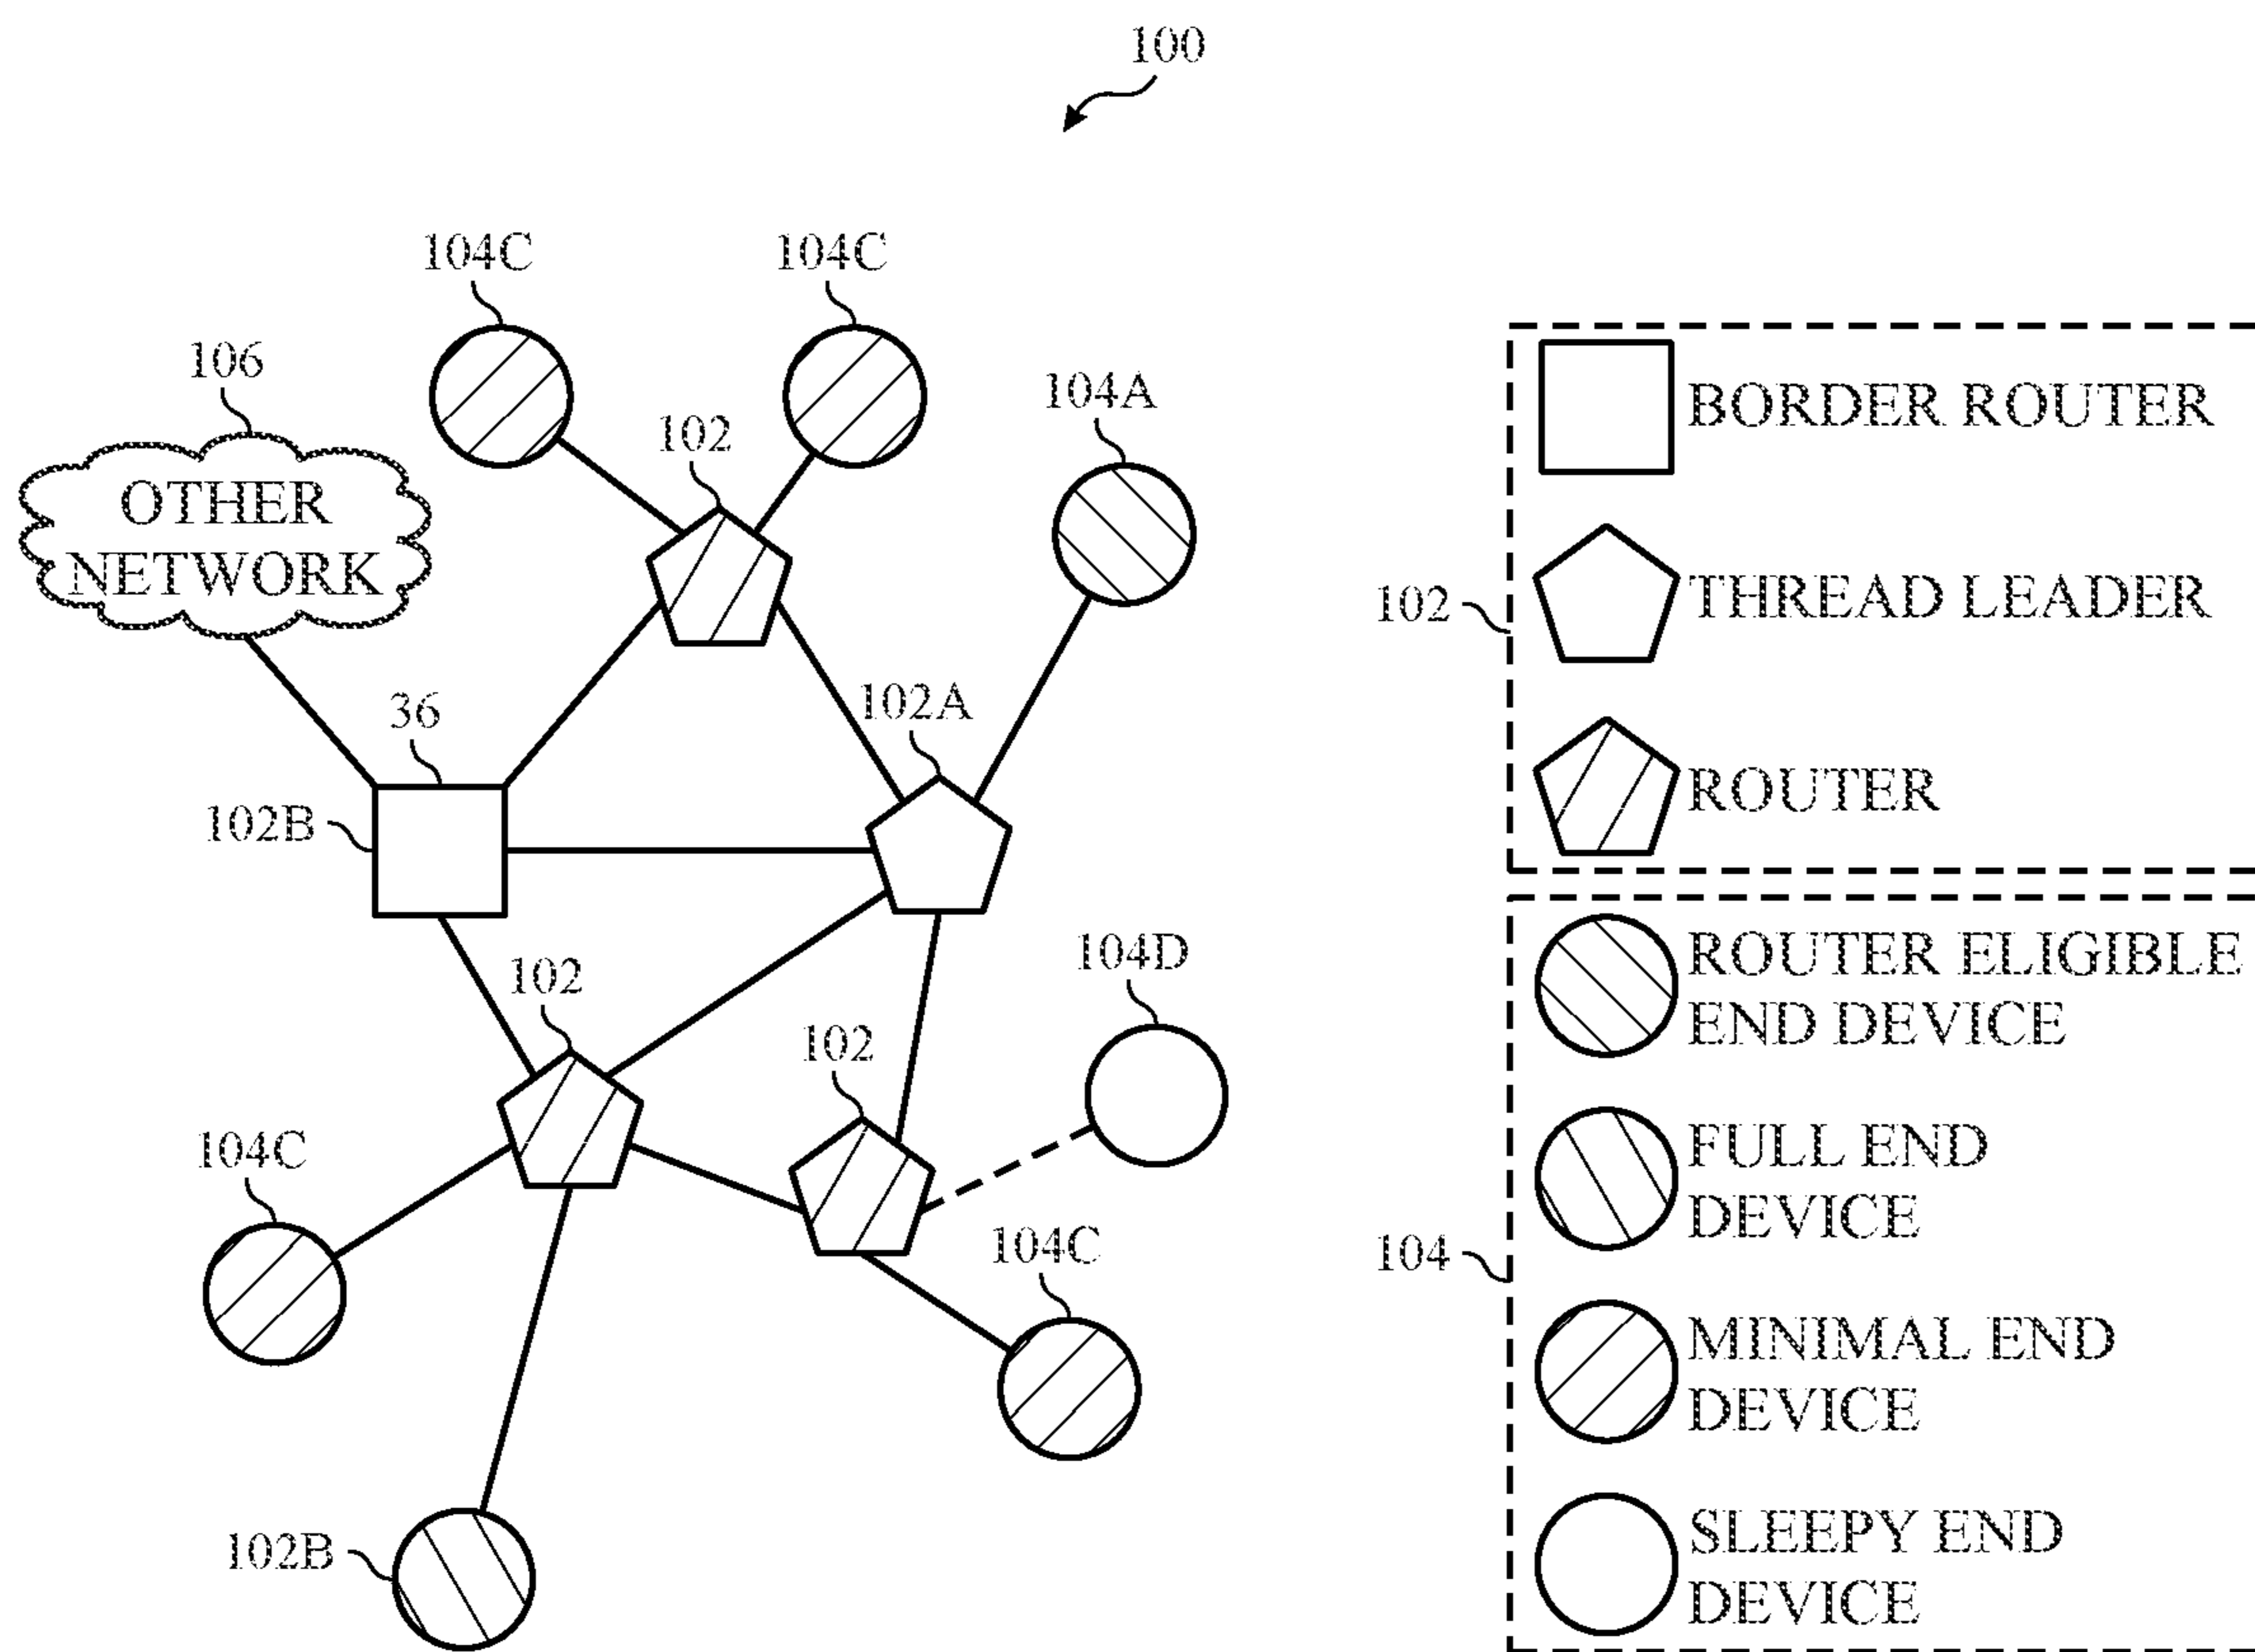 100
104C
104C
106
104A
102
OTHER
NETWORK
102A
36
102B
102
104D
102
104C
104C
102B
BORDER ROUTER
102
THREAD LEADER
ROUTER
ROUTER ELIGIBLE
END DEVICE
FULL END
DEVICE
104
MINIMAL END
DEVICE
SLEEPY END
DEVICE